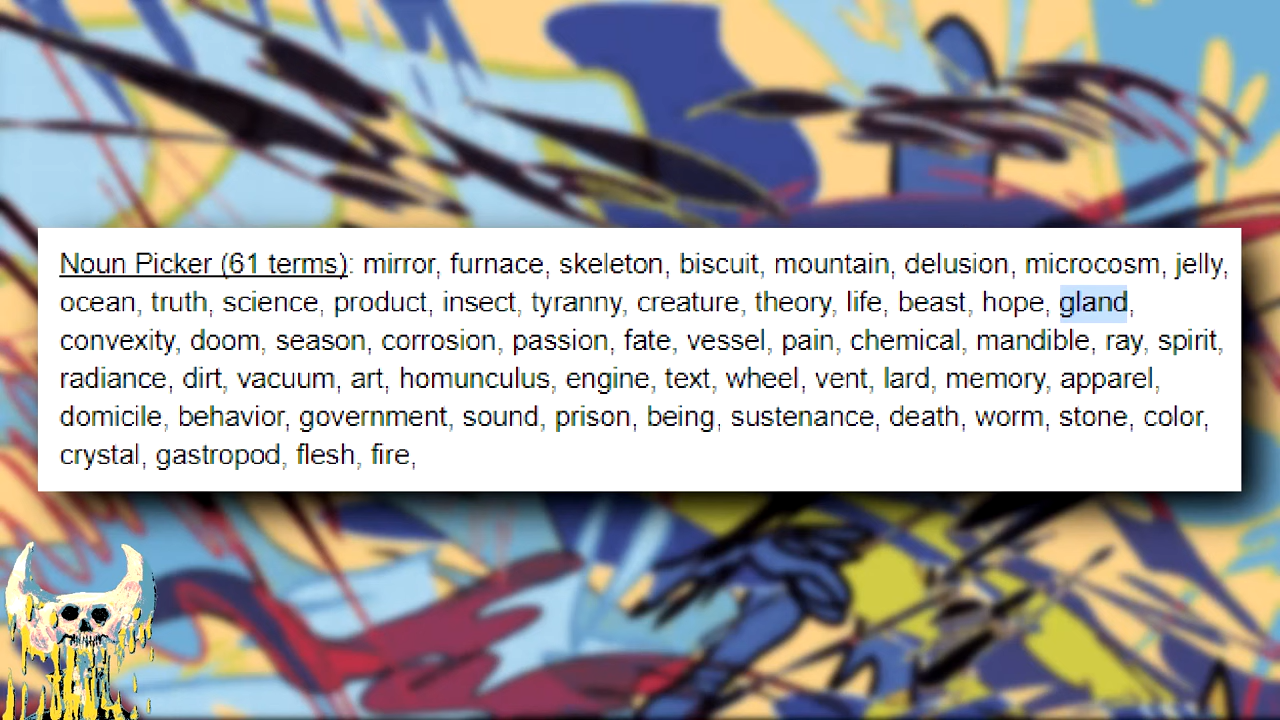 Noun Picker (61 terms): mirror, furnace, skeleton, biscuit, mountain, delusion, microcosm, jelly,
ocean, truth, science, product, insect, tyranny, creature, theory, life, beast, hope, gland,
convexity, doom, season, corrosion, passion, fate, vessel, pain, chemical, mandible, ray, spirit,
radiance, dirt, vacuum, art, homunculus, engine, text, wheel, vent, lard, memory, apparel,
domicile, behavior, government, sound, prison, being, sustenance, death, worm, stone, color,
crystal, gastropod, flesh, fire,